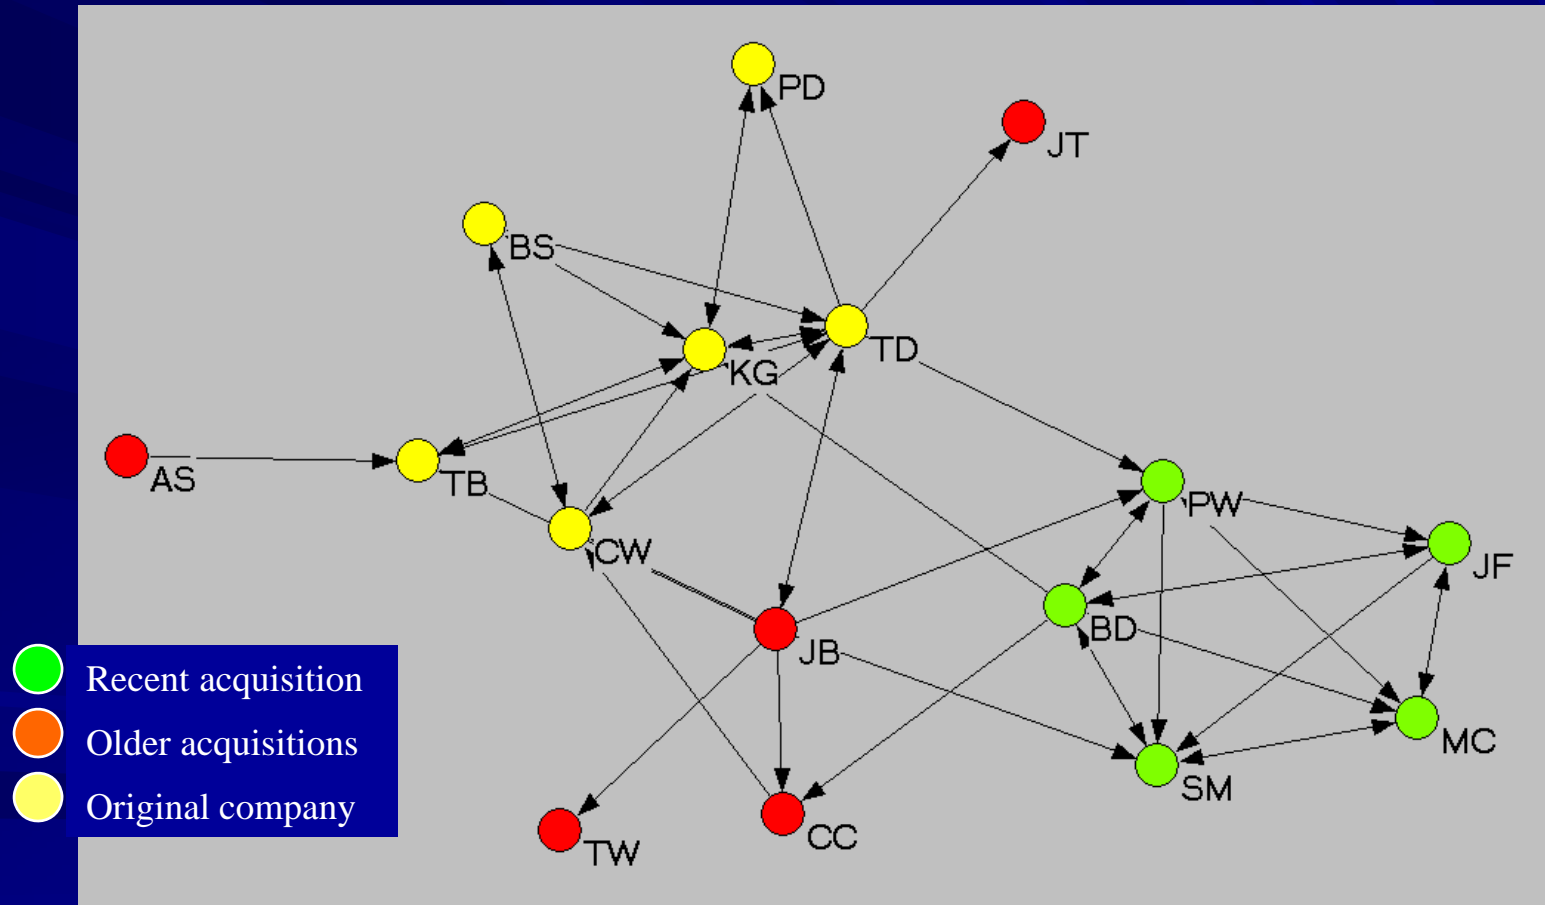 PD
JT
BS
TD
KG
AS
TB
PW
CW
JF
BD
JB
MC
SM
TW
CC
Recent acquisition
Older acquisitions
Original company